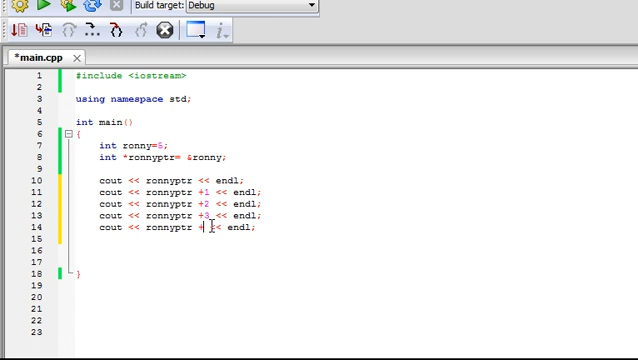 Build target: Debug
*main.cpp
1 #include <iostream>
2
3 using namespace std;
4
5 int main()
6 {
7 int ronny=5;
8 int *ronnyptr= &ronny;
9
10 cout << ronnyptr << endl;
11 cout << ronnyptr +1 << endl;
12 cout << ronnyptr +2 << endl;
13 cout << ronnyptr +3 << endl;
14 cout << ronnyptr + << endl;
15
16
17
18 }
19
20
21
22
23